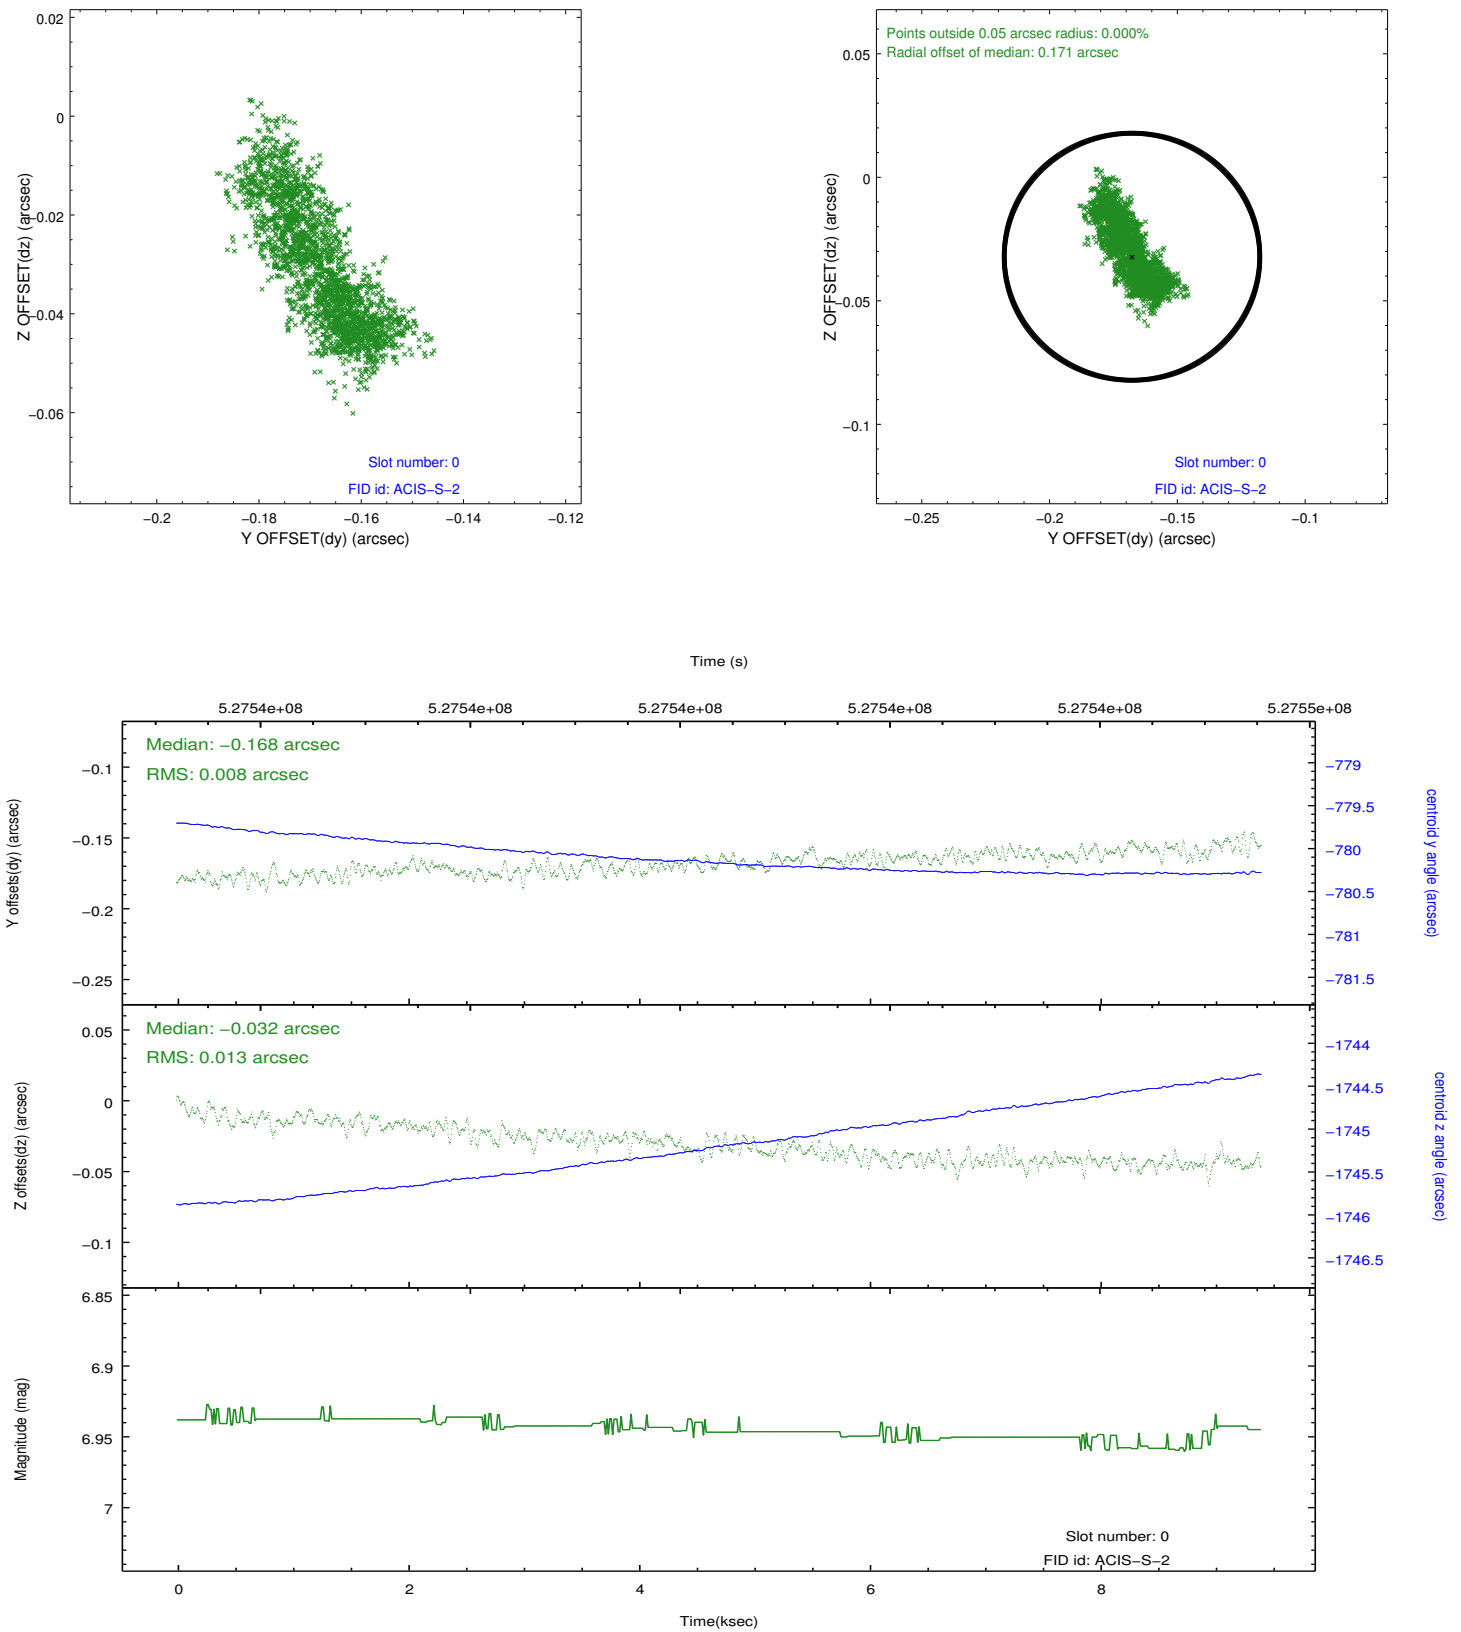 0.02
0
−0.02
−0.04
−0.06
Z OFFSET(dz) (arcsec)
Slot number: 0
FID id: ACIS−S−2
−0.2
−0.18
−0.16
−0.14
−0.12
Y OFFSET(dy) (arcsec)
Points outside 0.05 arcsec radius: 0.000%
Radial offset of median: 0.171 arcsec
0.05
0
−0.05
−0.1
Z OFFSET(dz) (arcsec)
Slot number: 0
FID id: ACIS−S−2
−0.25
−0.2
−0.15
−0.1
Y OFFSET(dy) (arcsec)
Time (s)
5.2754e+08
5.2754e+08
5.2754e+08
5.2754e+08
5.2754e+08
5.2755e+08
Median: −0.168 arcsec
RMS: 0.008 arcsec
−0.1
−0.15
−0.2
−0.25
Y offsets(dy) (arcsec)
−779
−779.5
−780
−780.5
−781
−781.5
centroid y angle (arcsec)
Median: −0.032 arcsec
RMS: 0.013 arcsec
0.05
0
−0.05
−0.1
Z offsets(dz) (arcsec)
−1744
−1744.5
−1745
−1745.5
−1746
−1746.5
centroid z angle (arcsec)
6.85
6.9
6.95
7
Magnitude (mag)
Slot number: 0
FID id: ACIS−S−2
0
2
4
6
8
Time(ksec)